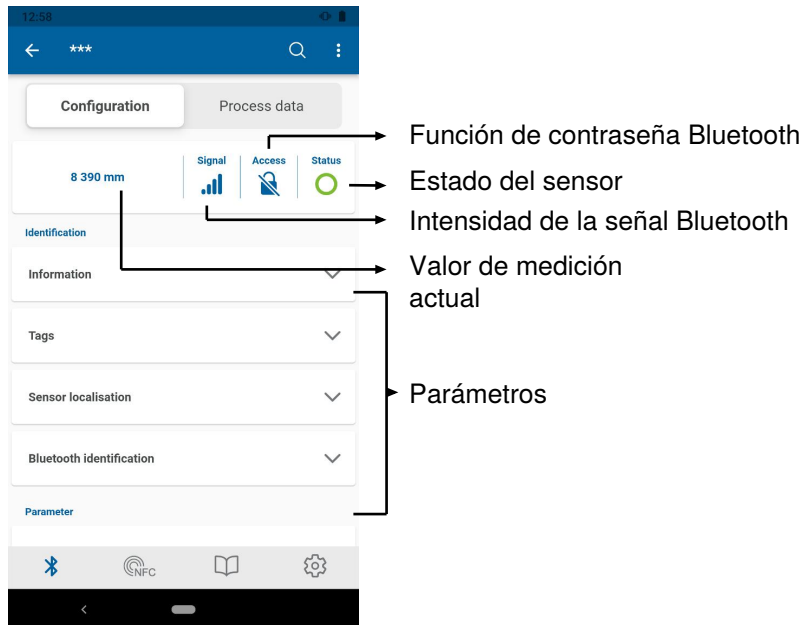 12:58
***
Configuration
Process data
Función de contraseña Bluetooth
Signal
Access
Status
8 390 mm
Estado del sensor
Intensidad de la señal Bluetooth
Identification
Information
Valor de medición
actual
Tags
Sensor localisation
Parámetros
Bluetooth identification
Parameter
NFC